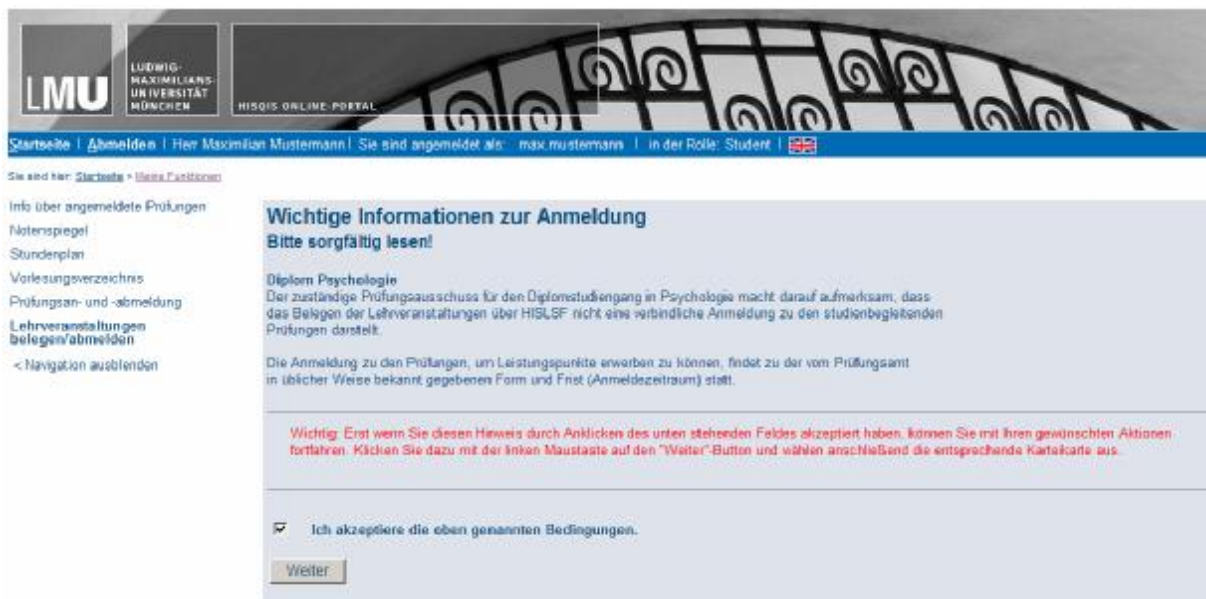 LMU
LUDWIG-
MAXIMILIANS-
UNIVERSITÄT
MÜNCHEN
HISQIS ONLINE-PORTAL
Startseite | Abmelden | Herr Maximilian Mustermann | Sie sind angemeldet als: max.mustermann | in der Rolle: Student |
Sie sind hier: Startseite > Meine Funktionen
Info über angemeldete Prüfungen
Notenspiegel
Stundenplan
Vorlesungsverzeichnis
Prüfungsan- und -abmeldung
Lehrveranstaltungen
belegen/abmelden
< Navigation ausblenden
Wichtige Informationen zur Anmeldung
Bitte sorgfältig lesen!
Diplom Psychologie
Der zuständige Prüfungsausschuss für den Diplomstudiengang in Psychologie macht darauf aufmerksam, dass
das Belegen der Lehrveranstaltungen über HISLSF nicht eine verbindliche Anmeldung zu den studienbegleitenden
Prüfungen darstellt.
Die Anmeldung zu den Prüfungen, um Leistungspunkte erwerben zu können, findet zu der vom Prüfungsamt
in üblicher Weise bekannt gegebenen Form und Frist (Anmeldezeitraum) statt.
Wichtig: Erst wenn Sie diesen Hinweis durch Anklicken des unten stehenden Feldes akzeptiert haben, können Sie mit Ihren gewünschten Aktionen
fortfahren. Klicken Sie dazu mit der linken Maustaste auf den "Weiter"-Button und wählen anschließend die entsprechende Karteikarte aus.
Ich akzeptiere die oben genannten Bedingungen.
Weiter